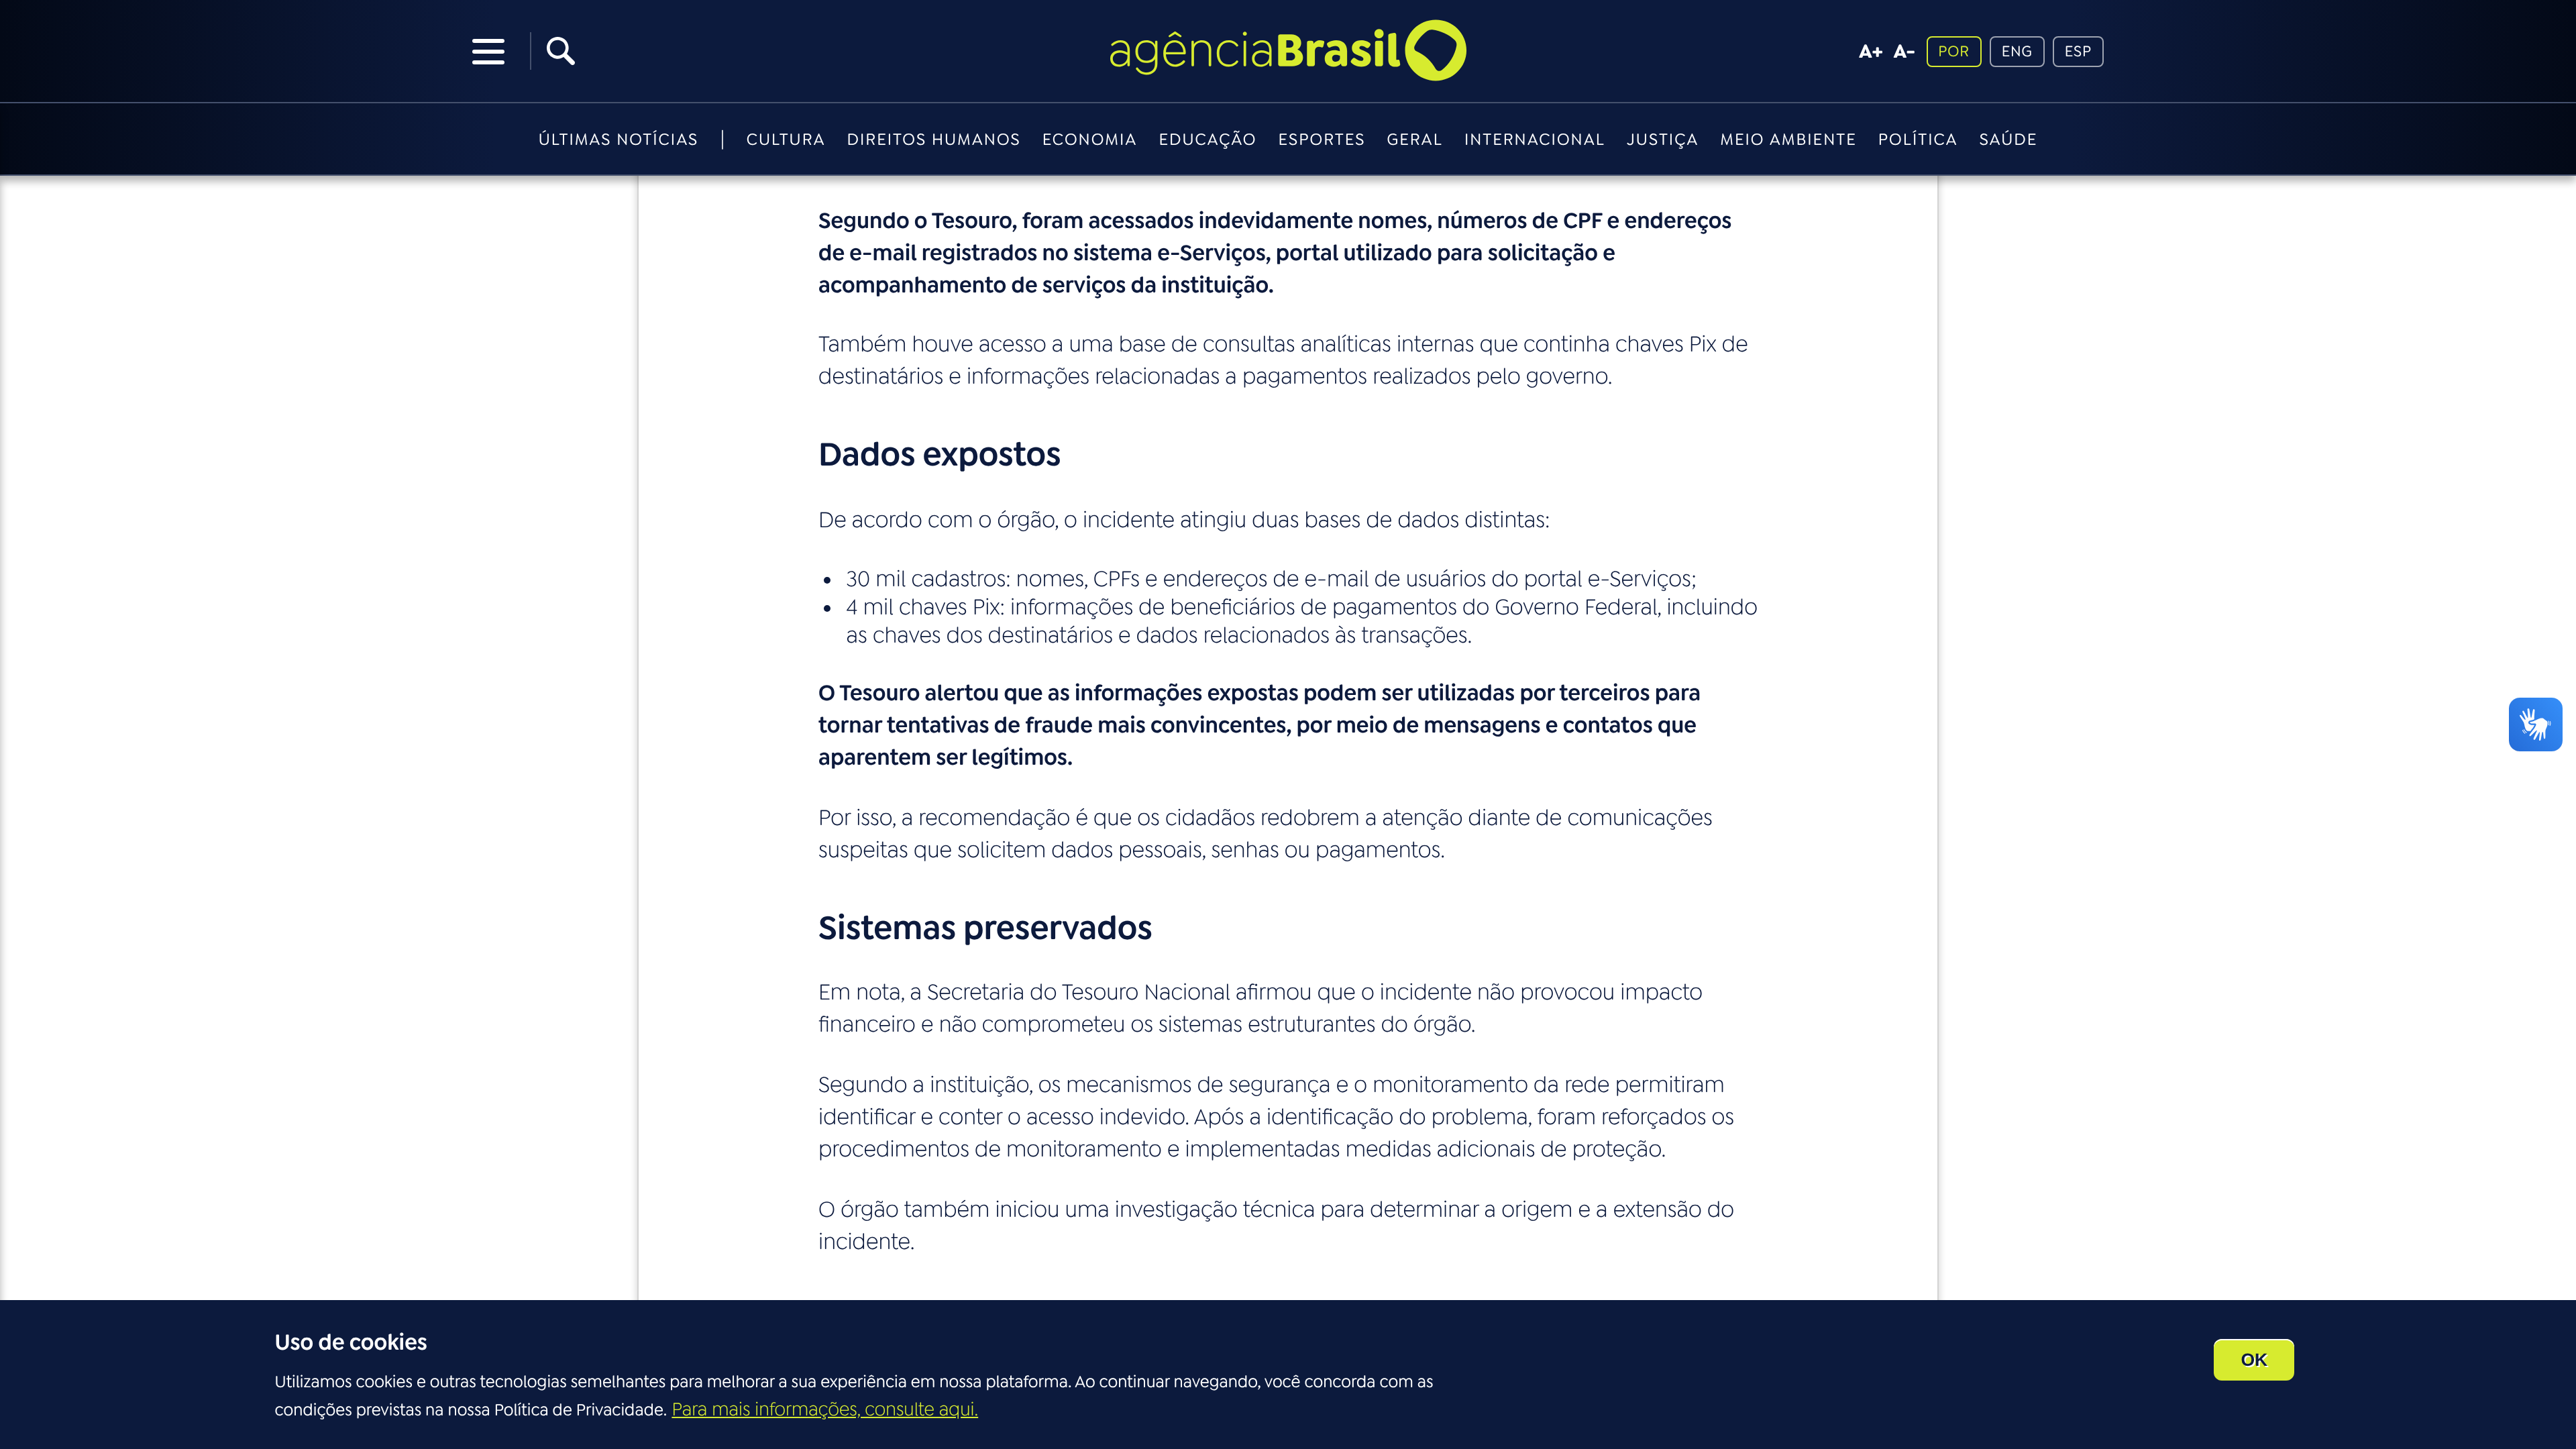 agênciaBrasil
A+ A- POR ENG ESP
ÚLTIMAS NOTÍCIAS | CULTURA DIREITOS HUMANOS ECONOMIA EDUCAÇÃO ESPORTES GERAL INTERNACIONAL JUSTIÇA MEIO AMBIENTE POLÍTICA SAÚDE
Segundo o Tesouro, foram acessados indevidamente nomes, números de CPF e endereços
de e-mail registrados no sistema e-Serviços, portal utilizado para solicitação e
acompanhamento de serviços da instituição.
Também houve acesso a uma base de consultas analíticas internas que continha chaves Pix de
destinatários e informações relacionadas a pagamentos realizados pelo governo.
Dados expostos
De acordo com o órgão, o incidente atingiu duas bases de dados distintas:
• 30 mil cadastros: nomes, CPFs e endereços de e-mail de usuários do portal e-Serviços;
• 4 mil chaves Pix: informações de beneficiários de pagamentos do Governo Federal, incluindo
as chaves dos destinatários e dados relacionados às transações.
O Tesouro alertou que as informações expostas podem ser utilizadas por terceiros para
tornar tentativas de fraude mais convincentes, por meio de mensagens e contatos que
aparentem ser legítimos.
Por isso, a recomendação é que os cidadãos redobrem a atenção diante de comunicações
suspeitas que solicitem dados pessoais, senhas ou pagamentos.
Sistemas preservados
Em nota, a Secretaria do Tesouro Nacional afirmou que o incidente não provocou impacto
financeiro e não comprometeu os sistemas estruturantes do órgão.
Segundo a instituição, os mecanismos de segurança e o monitoramento da rede permitiram
identificar e conter o acesso indevido. Após a identificação do problema, foram reforçados os
procedimentos de monitoramento e implementadas medidas adicionais de proteção.
O órgão também iniciou uma investigação técnica para determinar a origem e a extensão do
incidente.
Uso de cookies
Utilizamos cookies e outras tecnologias semelhantes para melhorar a sua experiência em nossa plataforma. Ao continuar navegando, você concorda com as
condições previstas na nossa Política de Privacidade. Para mais informações, consulte aqui.
OK